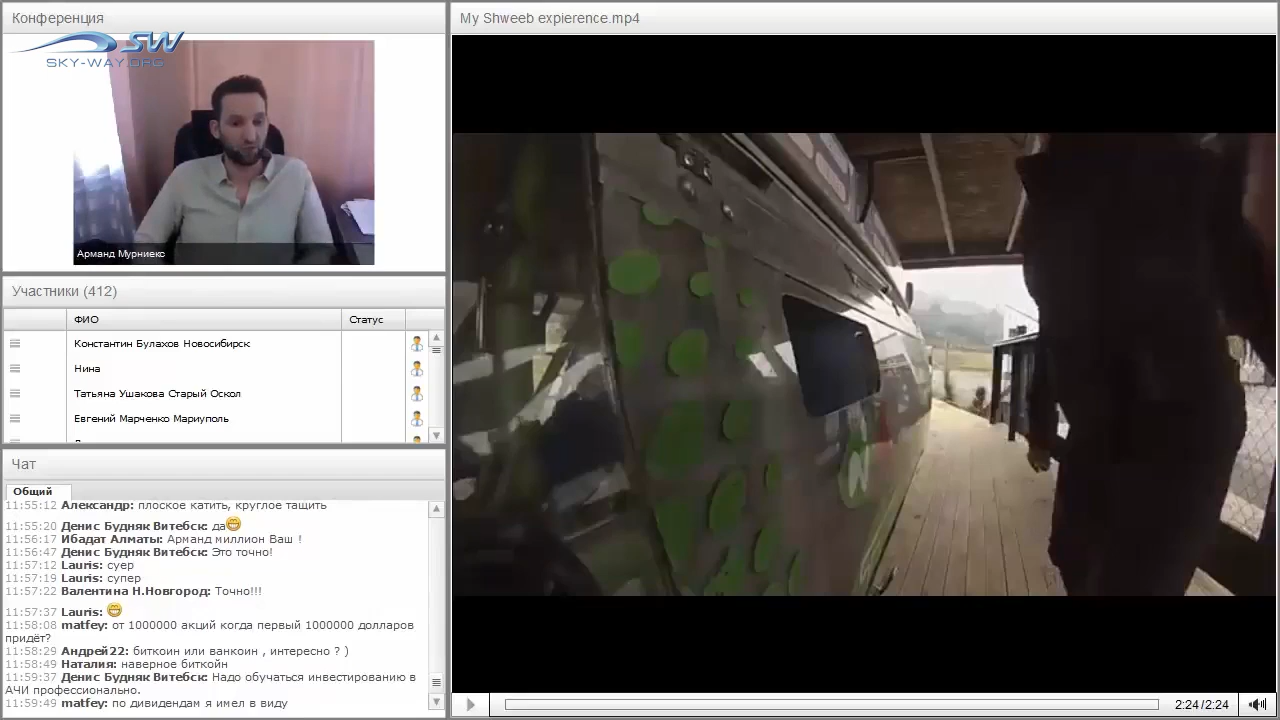 Конференция
SW
SKY-WAY.ORG
Арманд Мурниекс
Участники (412)
ФИО
Статус
Константин Булахов Новосибирск
Нина
Татьяна Ушакова Старый Оскол
Евгений Марченко Мариуполь
Чат
Общий
11:55:12 Александр: плоское катить, круглое тащить
11:55:20 Денис Будняк Витебск: да
11:56:17 Ибадат Алматы: Арманд миллион Ваш !
11:56:47 Денис Будняк Витебск: Это точно!
11:57:12 Lauris: суер
11:57:19 Lauris: супер
11:57:22 Валентина Н.Новгород: Точно!!!
11:57:37 Lauris:
11:58:08 matfey: от 1000000 акций когда первый 1000000 долларов
придёт?
11:58:29 Андрей22: биткоин или ванкоин , интересно ? )
11:58:49 Наталия: наверное биткойн
11:59:37 Денис Будняк Витебск: Надо обучаться инвестированию в
АЧИ профессионально.
11:59:49 matfey: по дивидендам я имел в виду
My Shweeb expierence.mp4
2:24/2:24